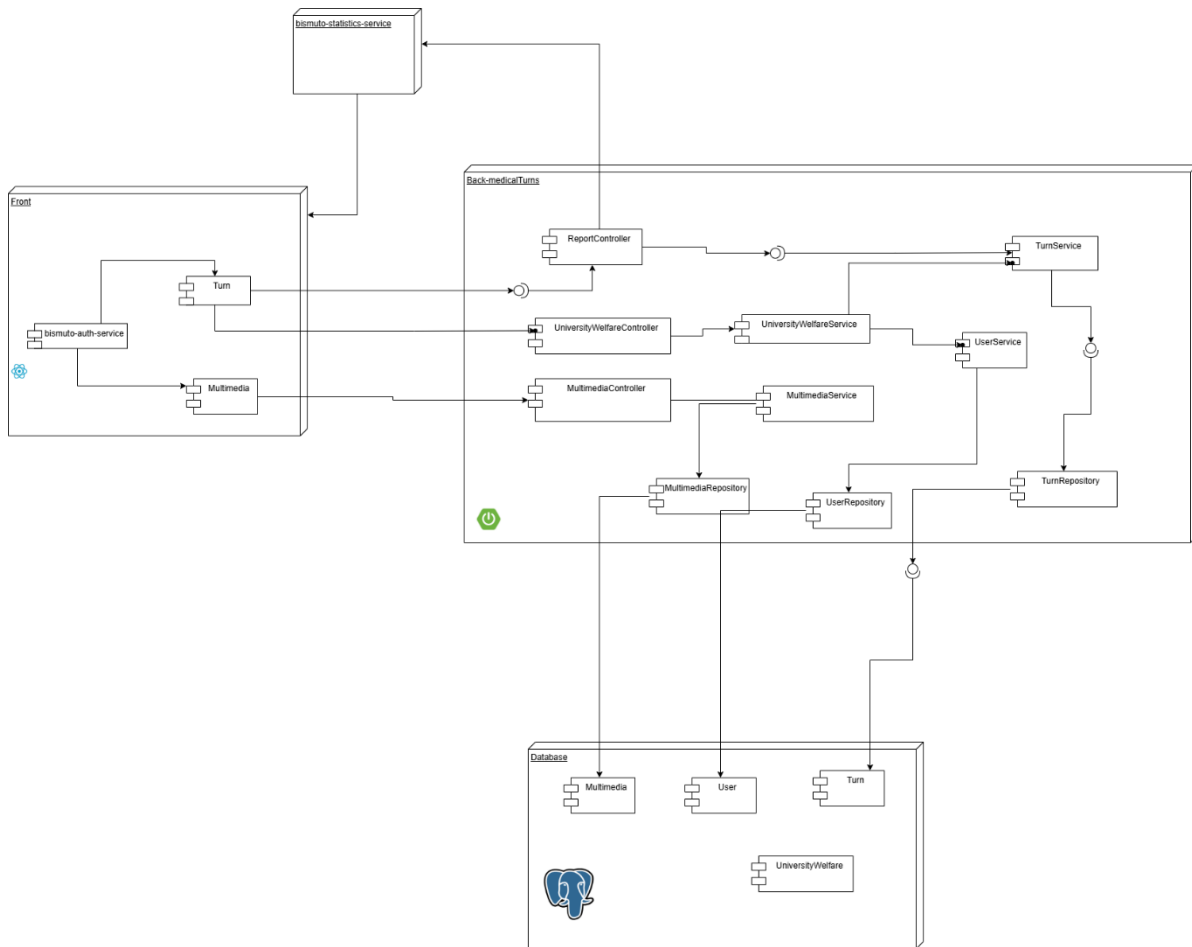 bismuto-statistics-service
Back-medicalTurns
Front
ReportController
TurnService
Turn
bismuto-auth-service
UniversityWelfareController
UniversityWelfareService
UserService
Multimedia
MultimediaController
MultimediaService
MultimediaRepository
UserRepository
TurnRepository
Database
Multimedia
User
Turn
UniversityWelfare